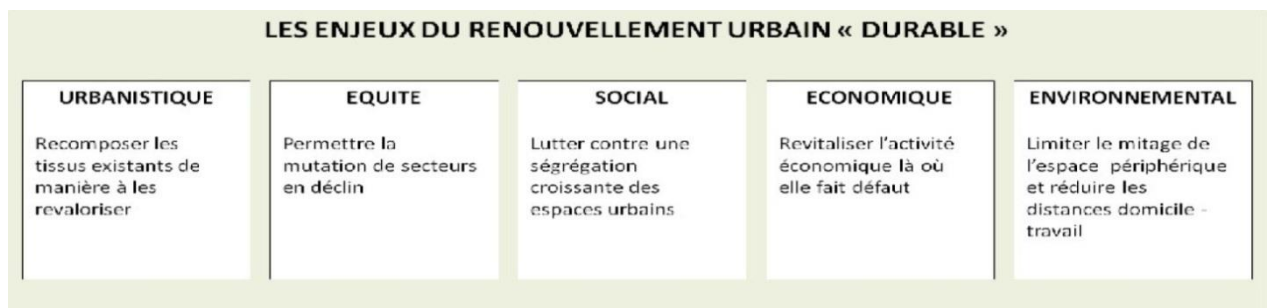 LES ENJEUX DU RENOUVELLEMENT URBAIN « DURABLE »
URBANISTIQUE
Recomposer les
tissus existants de
manière à les
revaloriser
EQUITE
Permettre la
mutation de secteurs
en déclin
SOCIAL
Lutter contre une
ségrégation
croissante des
espaces urbains
ECONOMIQUE
Revitaliser l'activité
économique là où
elle fait défaut
ENVIRONNEMENTAL
Limiter le mitage de
l'espace périphérique
et réduire les
distances domicile -
travail